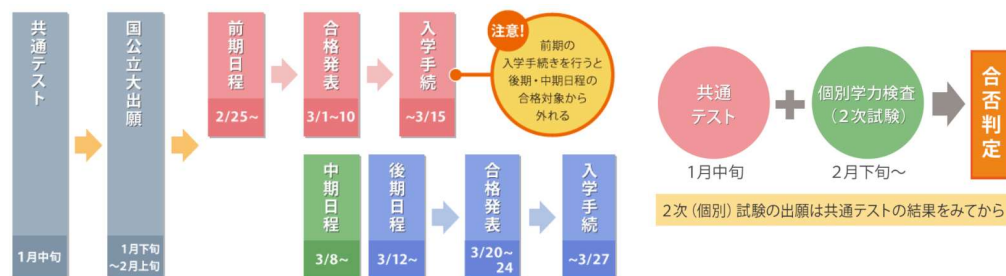 共通テスト
1月中旬
国公立大出願
1月下旬
~2月上旬
前期日程
2/25~
合格発表
3/1~10
入学手続
~3/15
注意!
前期の
入学手続きを行うと
後期・中期日程の
合格対象から
外れる
中期日程
3/8~
後期日程
3/12~
合格発表
3/20~
24
入学手続
~3/27
共通
テスト
1月中旬
個別学力検査
(2次試験)
2月下旬~
合否判定
2次(個別)試験の出願は共通テストの結果をみてから